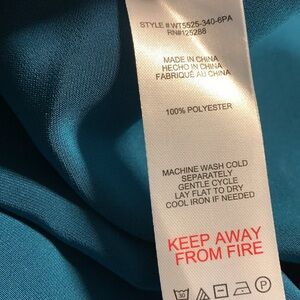 STYLE # WT5525-340-6PA
RN#125288
MADE IN CHINA
HECHO EN CHINA
FABRIQUÉ AU CHINA
100% POLYESTER
MACHINE WASH COLD
SEPARATELY
GENTLE CYCLE
LAY FLAT TO DRY
COOL IRON IF NEEDED
KEEP AWAY
FROM FIRE